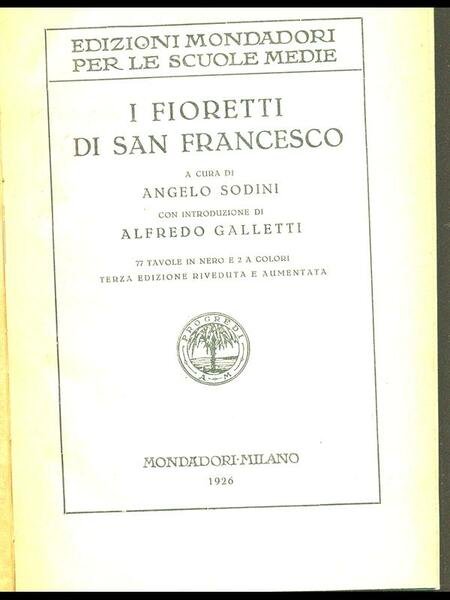 EDIZIONI MONDADORI
PER LE SCUOLE MEDIE
I FIORETTI
DI SAN FRANCESCO
A CURA DI
ANGELO SODINI
CON INTRODUZIONE DI
ALFREDO GALLETTI
77 TAVOLE IN NERO E 2 A COLORI
TERZA EDIZIONE RIVEDUTA E AUMENTATA
PROGREDI
A M
MONDADORI·MILANO
1926